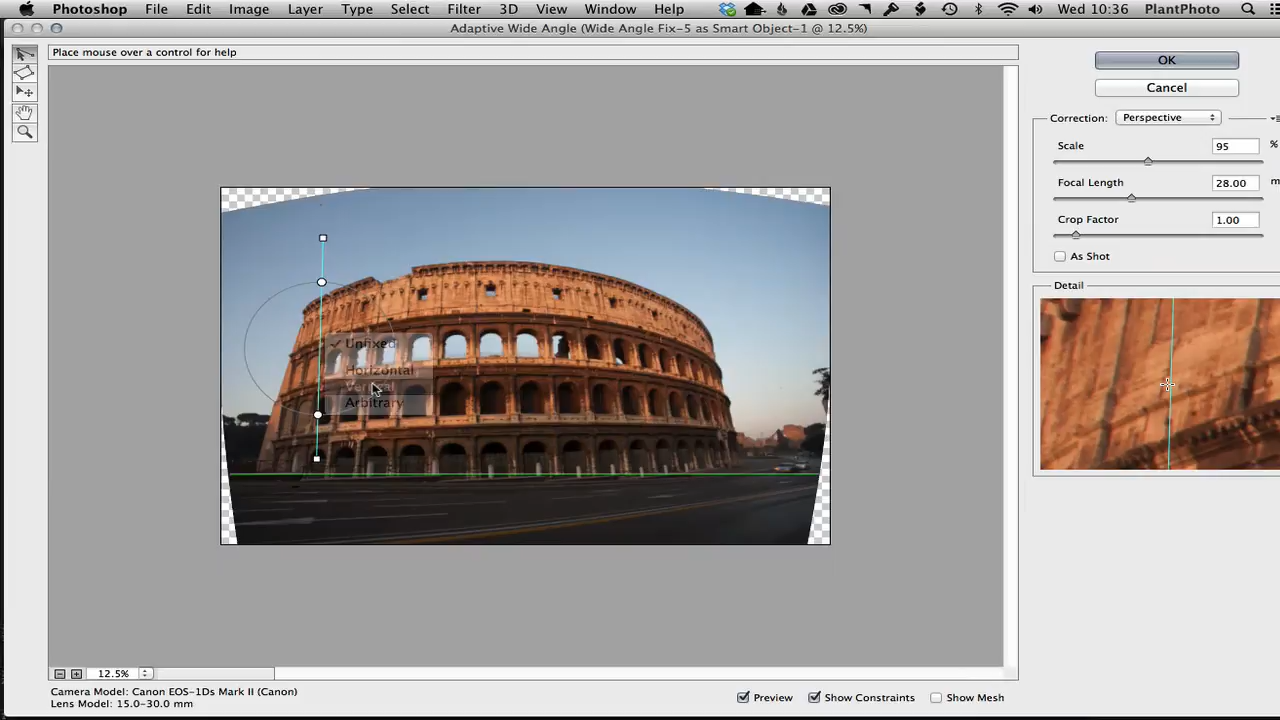 Photoshop File Edit Image Layer Type Select Filter 3D View Window Help Wed 10:36 PlantPhoto
Adaptive Wide Angle (Wide Angle Fix-5 as Smart Object-1 @ 12.5%)
Place mouse over a control for help
OK
Cancel
Correction: Perspective
Scale 95 %
Focal Length 28.00
Crop Factor 1.00
As Shot
Detail
Unfixed
Horizontal
Vertical
Arbitrary
12.5%
Camera Model: Canon EOS-1Ds Mark II (Canon)
Lens Model: 15.0-30.0 mm
Preview Show Constraints Show Mesh